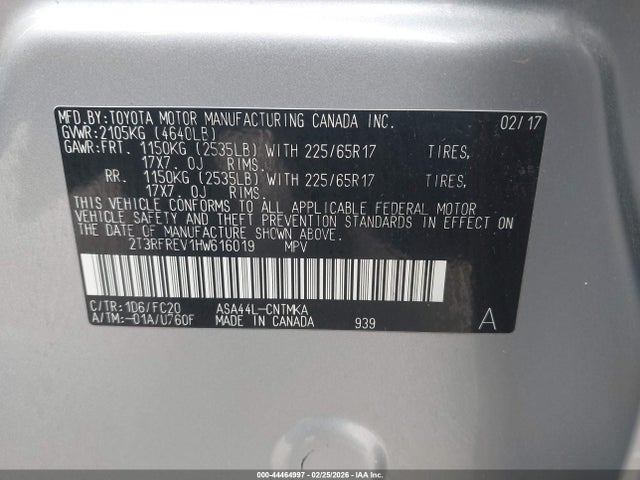 MFD.BY:TOYOTA MOTOR MANUFACTURING CANADA INC. 02/17
GVWR:2105KG (4640LB)
GAWR:FRT. 1150KG (2535LB) WITH 225/65R17 TIRES,
17X7. 0J RIMS.
RR. 1150KG (2535LB) WITH 225/65R17 TIRES,
17X7. 0J RIMS.
THIS VEHICLE CONFORMS TO ALL APPLICABLE FEDERAL MOTOR
VEHICLE SAFETY AND THEFT PREVENTION STANDARDS IN EFFECT ON
THE DATE OF MANUFACTURE SHOWN ABOVE.
2T3RFREV1HW616019 MPV
C/TR:1D6/FC20 ASA44L-CNTMKA
A/TM:-01A/U760F MADE IN CANADA 939 A
000-44464997 - 02/25/2026 - IAAI.COM